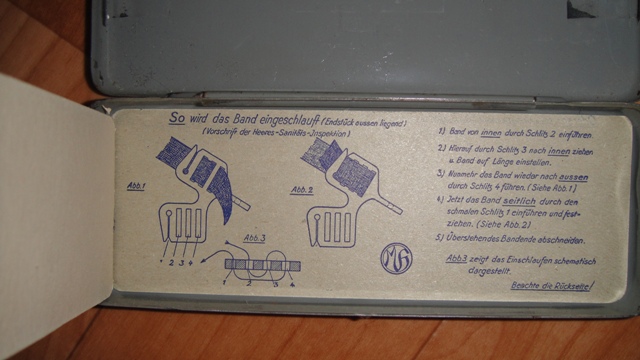 So wird das Band eingeschlauft (Endstück aussen liegend)
(Vorschrift der Heeres-Sanitäts-Inspektion)
Abb.1
1 2 3 4
Abb.2
Abb.3
1 2 3 4
1) Band von innen durch Schlitz 2 einführen.
2) Hierauf durch Schlitz 3 nach innen ziehen
u. Band auf Länge einstellen.
3) Nunmehr das Band wieder nach aussen
durch Schlitz 4 führen. (Siehe Abb.1)
4) Jetzt das Band seitlich durch den
schmalen Schlitz 1 einführen und fest-
ziehen. (Siehe Abb.2)
5) Überstehendes Bandende abschneiden.
Abb3 zeigt das Einschlaufen schematisch
dargestellt.
Beachte die Rückseite!